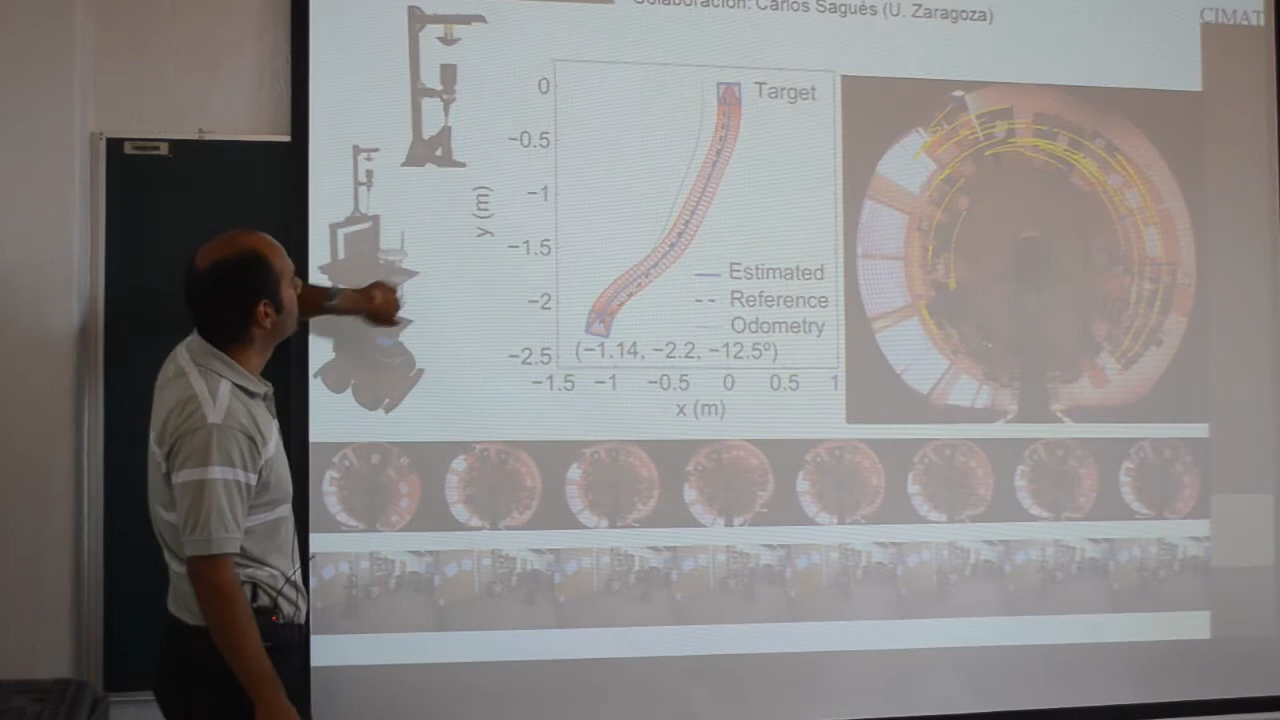 Colaboración: Carlos Sagués (U. Zaragoza)
CIMAT
Target
0
−0.5
−1
−1.5
−2
−2.5
y (m)
Estimated
Reference
Odometry
(−1.14, −2.2, −12.5º)
−1.5 −1 −0.5 0 0.5 1
x (m)